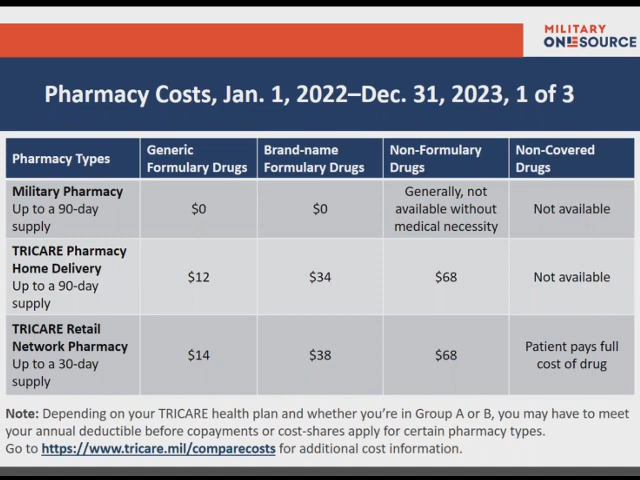 MILITARY
ONESOURCE
Pharmacy Costs, Jan. 1, 2022–Dec. 31, 2023, 1 of 3
Pharmacy Types
Generic
Formulary Drugs
Brand-name
Formulary Drugs
Non-Formulary
Drugs
Non-Covered
Drugs
Military Pharmacy
Up to a 90-day
supply
$0
$0
Generally, not
available without
medical necessity
Not available
TRICARE Pharmacy
Home Delivery
Up to a 90-day
supply
$12
$34
$68
Not available
TRICARE Retail
Network Pharmacy
Up to a 30-day
supply
$14
$38
$68
Patient pays full
cost of drug
Note: Depending on your TRICARE health plan and whether you're in Group A or B, you may have to meet
your annual deductible before copayments or cost-shares apply for certain pharmacy types.
Go to https://www.tricare.mil/comparecosts for additional cost information.